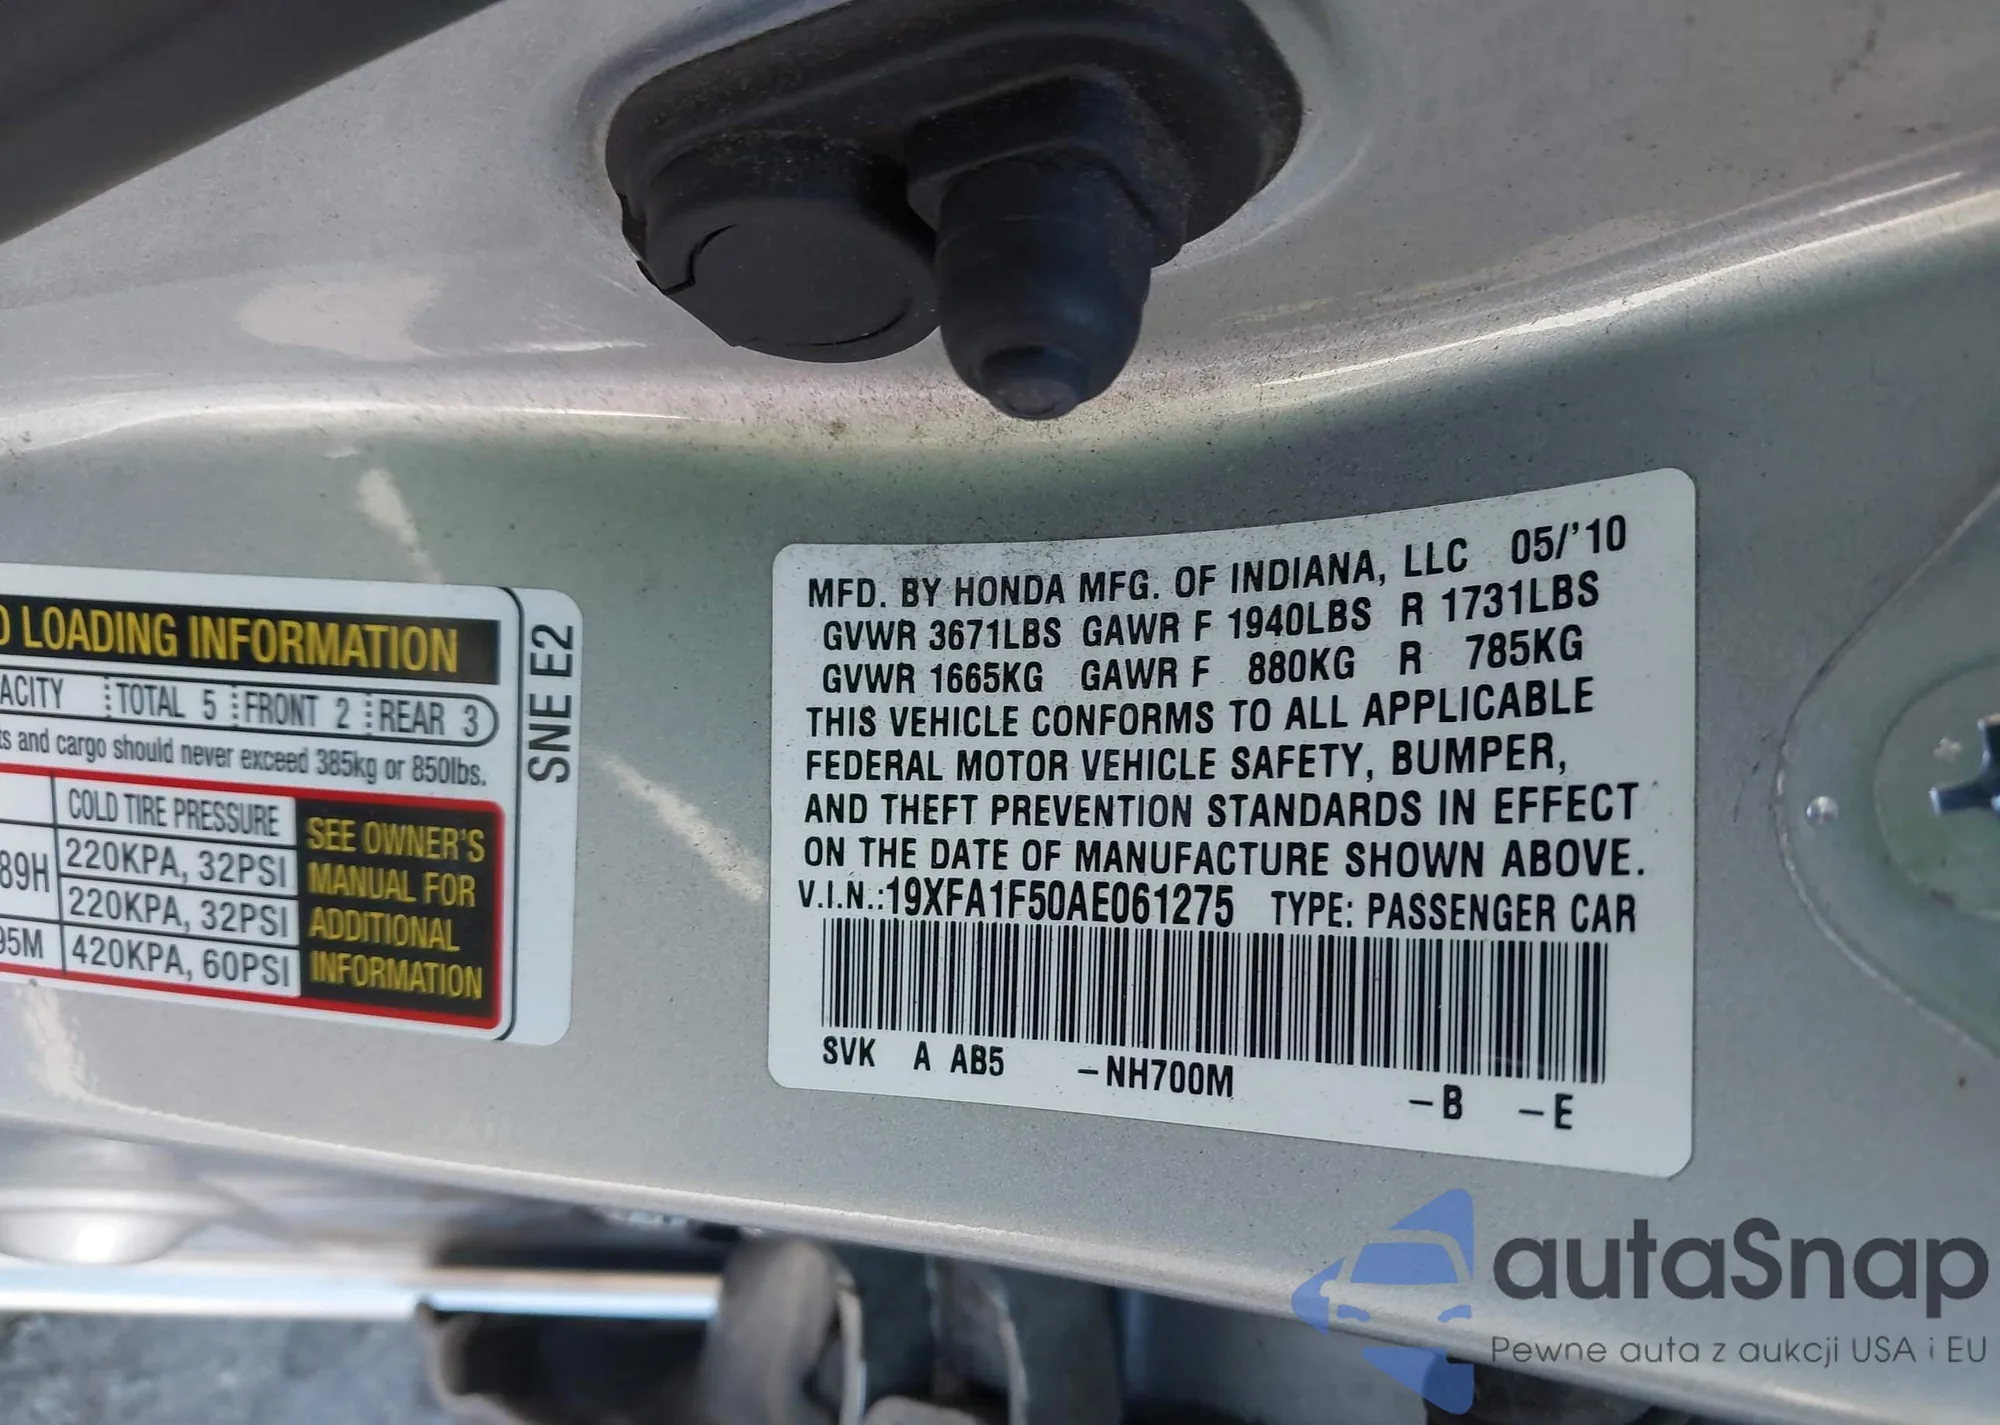 LOADING INFORMATION
ACITY TOTAL 5 FRONT 2 REAR 3
and cargo should never exceed 385kg or 850lbs.
COLD TIRE PRESSURE
89H 220KPA, 32PSI
220KPA, 32PSI
95M 420KPA, 60PSI
SEE OWNER'S
MANUAL FOR
ADDITIONAL
INFORMATION
SNE E2
MFD. BY HONDA MFG. OF INDIANA, LLC 05/'10
GVWR 3671LBS GAWR F 1940LBS R 1731LBS
GVWR 1665KG GAWR F 880KG R 785KG
THIS VEHICLE CONFORMS TO ALL APPLICABLE
FEDERAL MOTOR VEHICLE SAFETY, BUMPER,
AND THEFT PREVENTION STANDARDS IN EFFECT
ON THE DATE OF MANUFACTURE SHOWN ABOVE.
V.I.N.:19XFA1F50AE061275 TYPE: PASSENGER CAR
SVK A AB5 -NH700M -B -E
autaSnap
Pewne auta z aukcji USA i EU